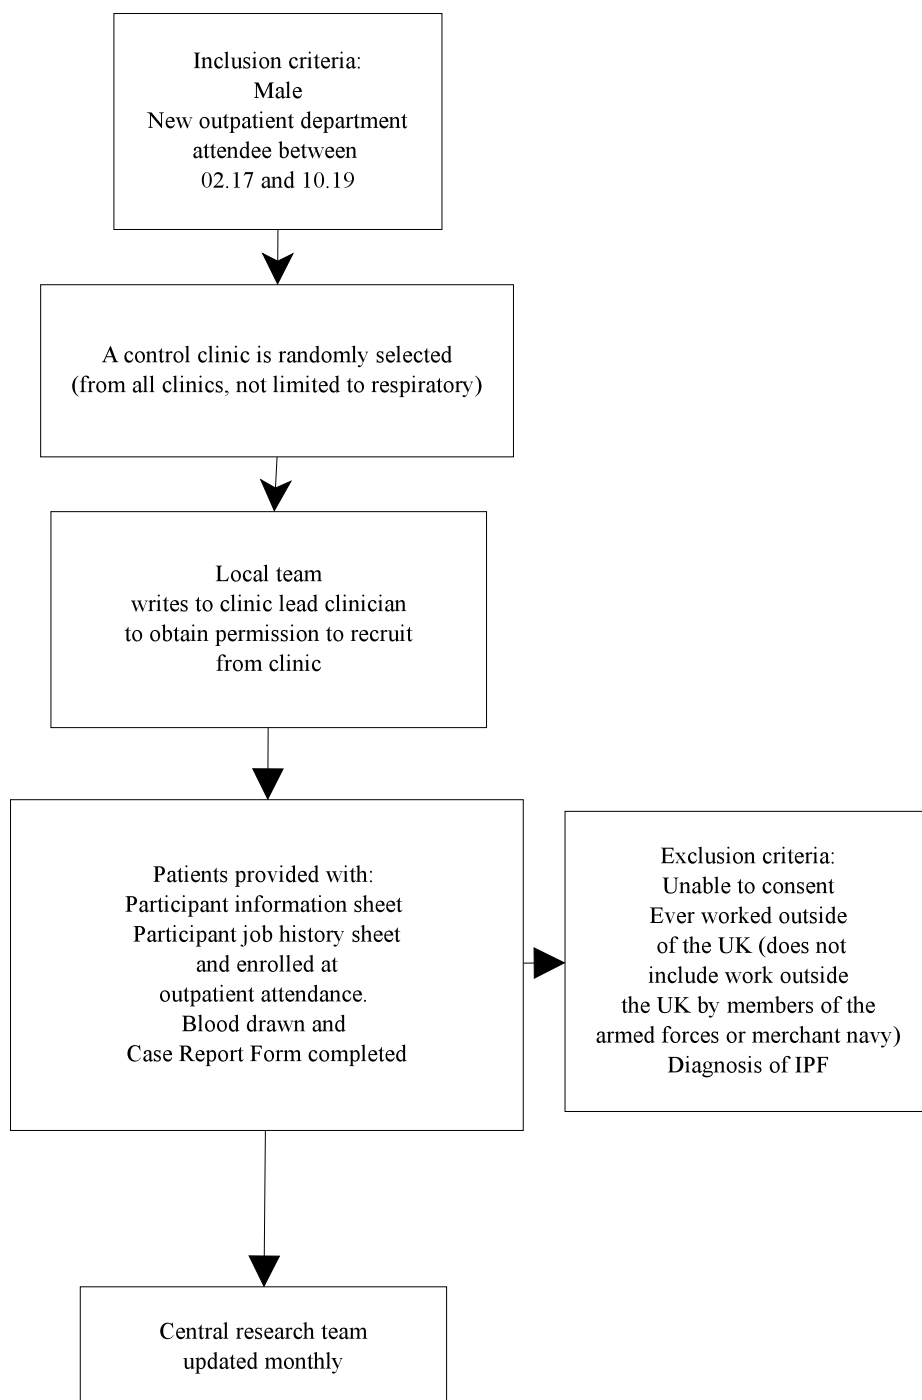 Inclusion criteria:
Male
New outpatient department
attendee between
02.17 and 10.19
A control clinic is randomly selected
(from all clinics, not limited to respiratory)
Local team
writes to clinic lead clinician
to obtain permission to recruit
from clinic
Patients provided with:
Participant information sheet
Participant job history sheet
and enrolled at
outpatient attendance.
Blood drawn and
Case Report Form completed
Exclusion criteria:
Unable to consent
Ever worked outside
of the UK (does not
include work outside
the UK by members of the
armed forces or merchant navy)
Diagnosis of IPF
Central research team
updated monthly